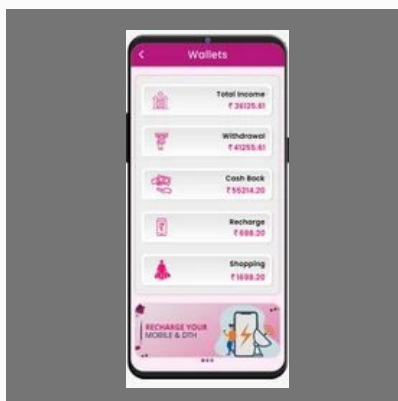 Wallets
Total Income
₹ 36125.61
Withdrawal
₹ 41255.61
Cash Back
₹ 55214.20
Recharge
₹ 698.20
Shopping
₹ 1698.20
RECHARGE YOUR
MOBILE & DTH